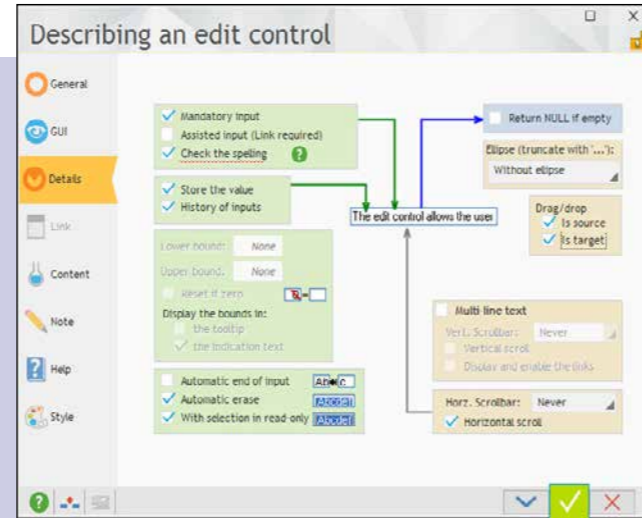 Describing an edit control
General
GUI
Details
Link
Content
Note
Help
Style
Mandatory input
Assisted input (Link required)
Check the spelling
Store the value
History of inputs
Lower bound: None
Upper bound: None
Reset if zero
Display the bounds in:
the tooltip
the indication text
Automatic end of input
Automatic erase
With selection in read-only
The edit control allows the user
Return NULL if empty
Ellipse (truncate with '...'):
Without ellipse
Drag/drop
Is source
Is target
Multi line text
Vert. Scrollbar: Never
Vertical scroll
Display and enable the links
Horz. Scrollbar: Never
Horizontal scroll